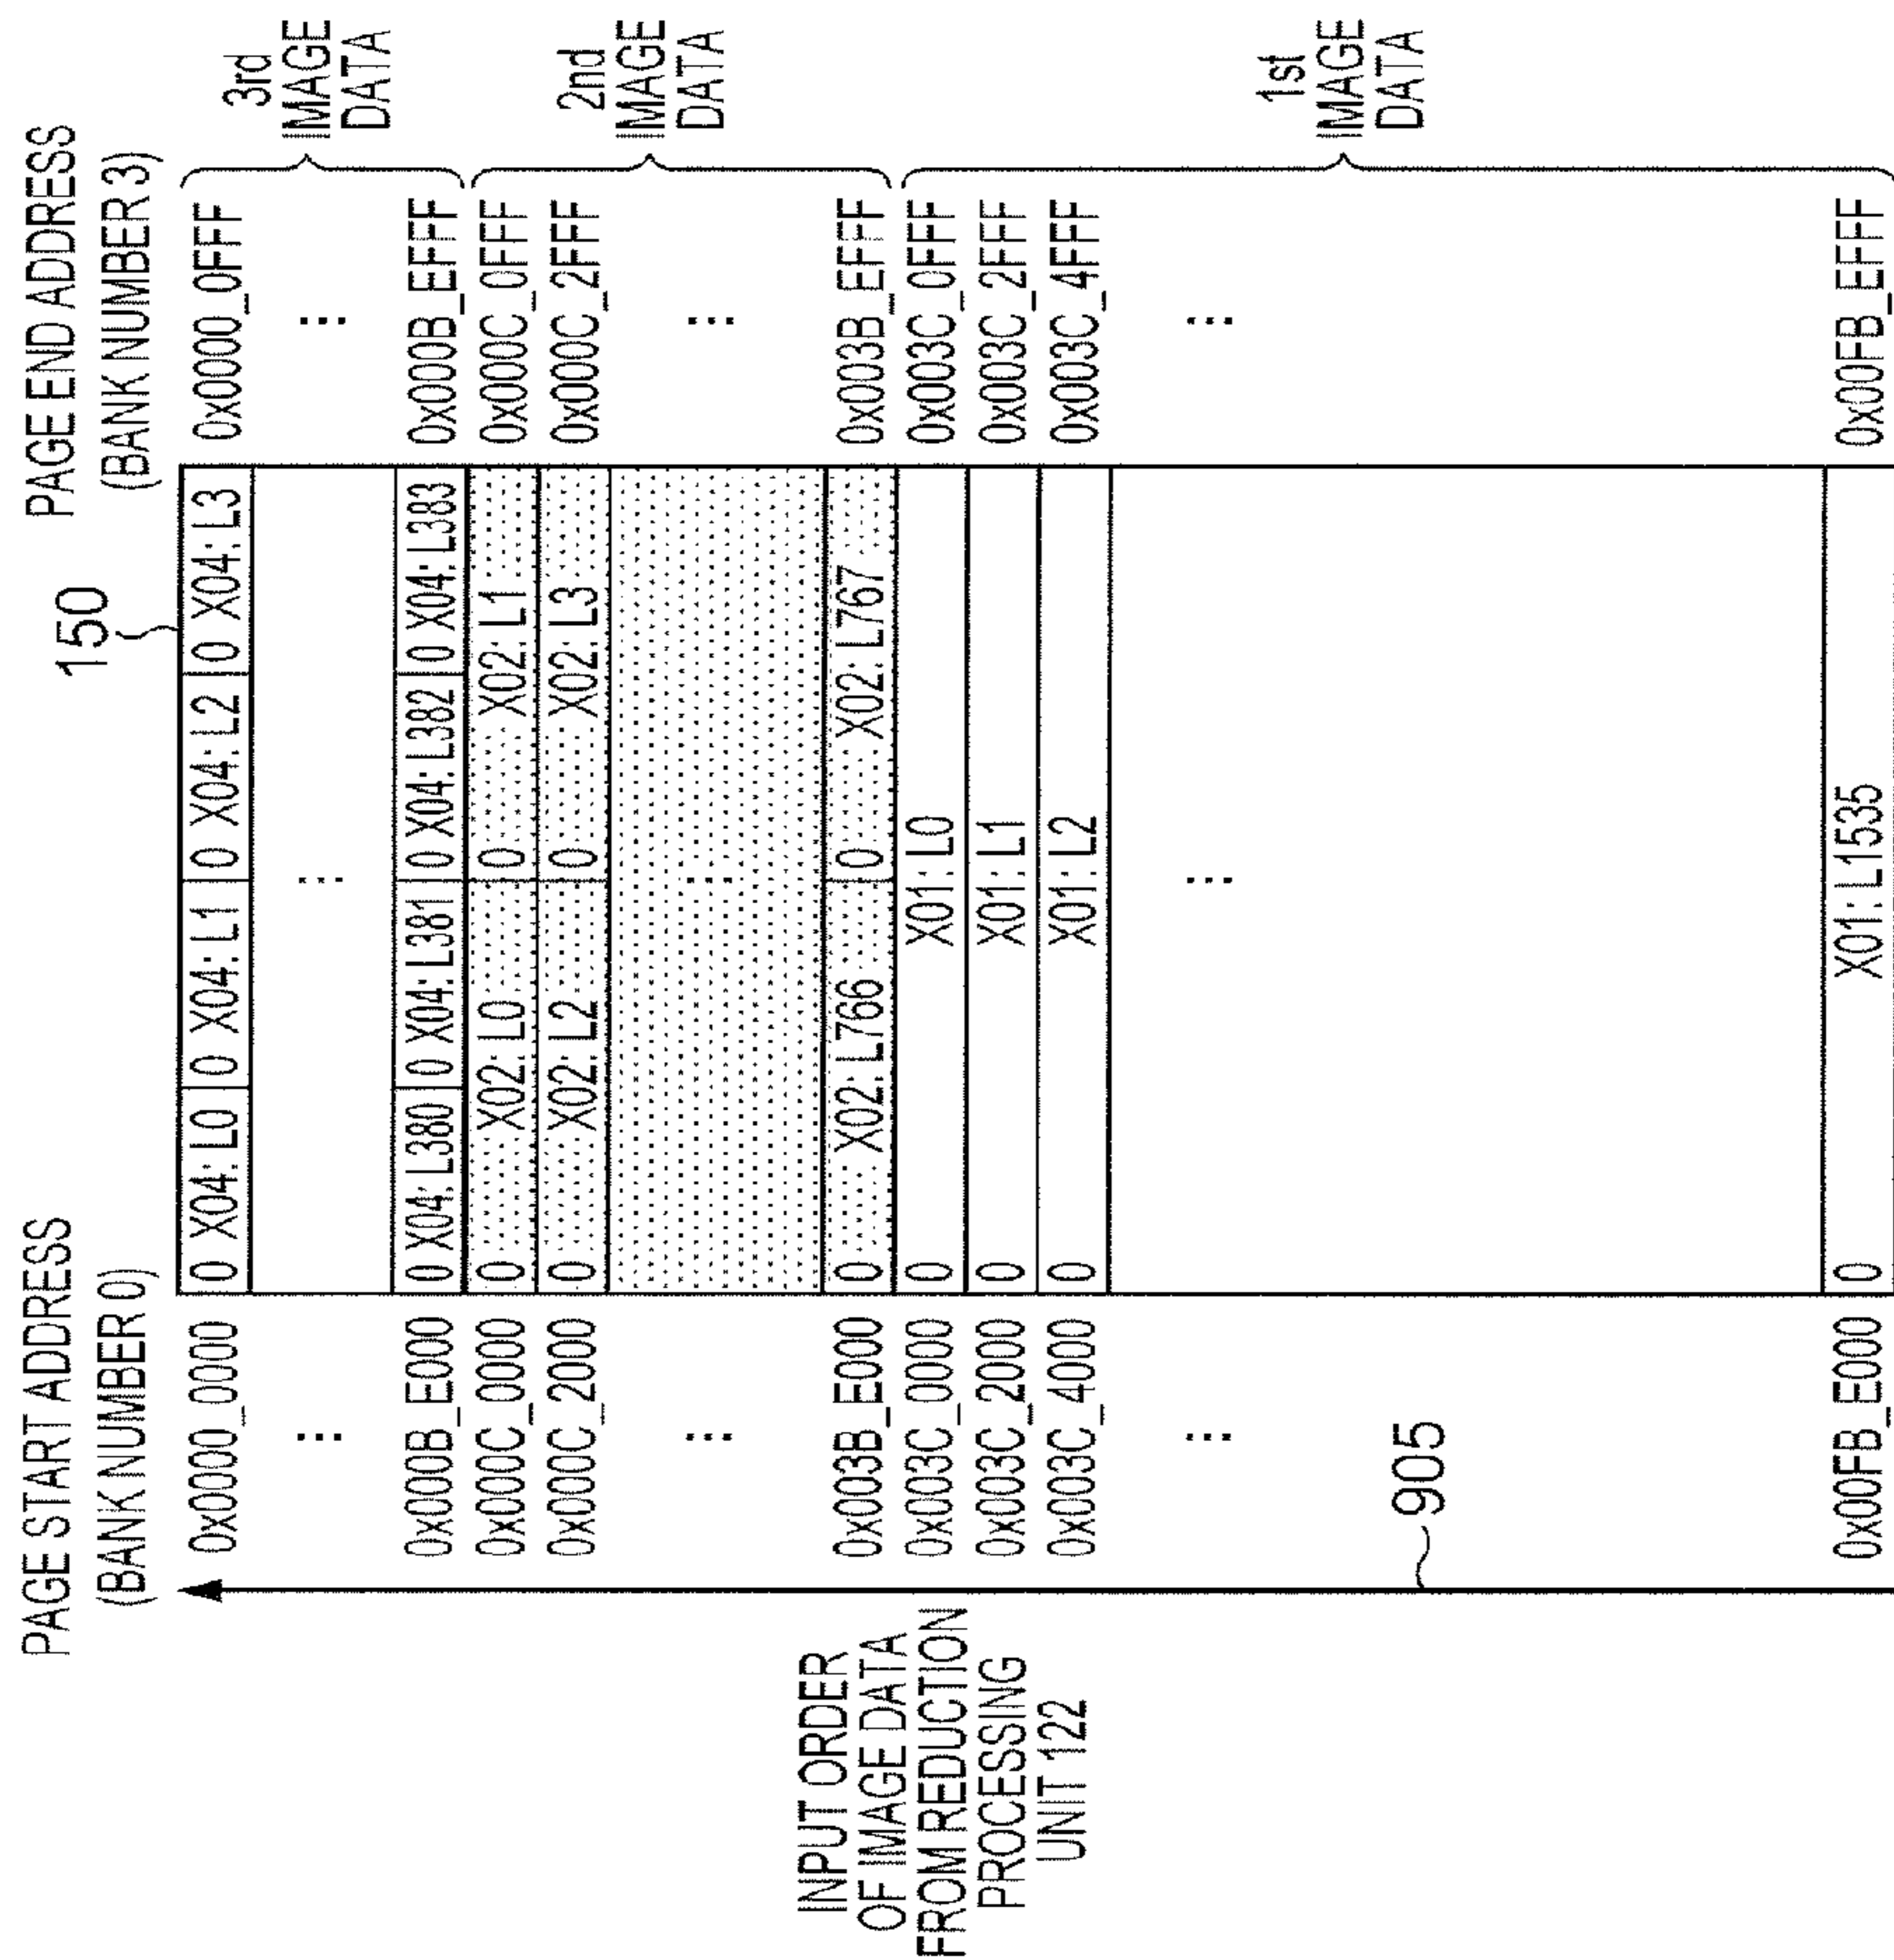 PAGE START ADDRESS
(BANK NUMBER 0)
PAGE END ADDRESS
(BANK NUMBER 3)
150
0x0000_0000
0 X04: L0
0 X04: L1
0 X04: L2
0 X04: L3
0x0000_0FFF
...
...
...
0x000B_E000
0 X04: L380
0 X04: L381
0 X04: L382
0 X04: L383
0x000B_EFFF
3rd
IMAGE
DATA
0x000C_0000
0 X02: L0
0 X02: L1
0x000C_0FFF
0x000C_2000
0 X02: L2
0 X02: L3
0x000C_2FFF
...
...
...
0x003B_E000
0 X02: L766
0 X02: L767
0x003B_EFFF
2nd
IMAGE
DATA
0x003C_0000
0 X01: L0
0x003C_0FFF
0x003C_2000
0 X01: L1
0x003C_2FFF
0x003C_4000
0 X01: L2
0x003C_4FFF
...
...
...
0x00FB_E000
0 X01: L1535
0x00FB_EFFF
1st
IMAGE
DATA
INPUT ORDER
OF IMAGE DATA
FROM REDUCTION
PROCESSING
UNIT 122
905